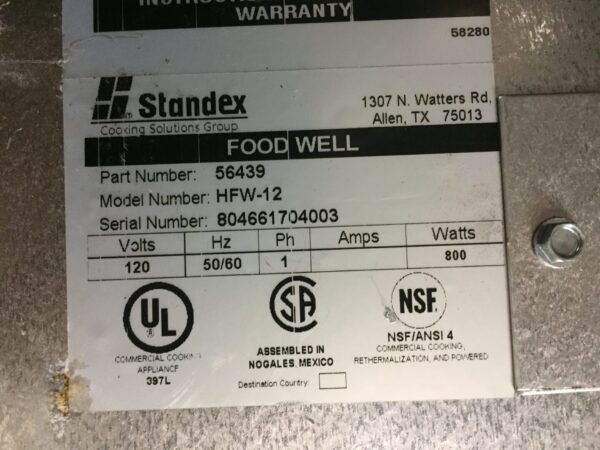 WARRANTY
58280
Standex
Cooking Solutions Group
1307 N. Watters Rd,
Allen, TX 75013
FOOD WELL
Part Number: 56439
Model Number: HFW-12
Serial Number: 804661704003
Volts Hz Ph Amps Watts
120 50/60 1 800
UL
COMMERCIAL COOKING
APPLIANCE
397L
SA
ASSEMBLED IN
NOGALES, MEXICO
Destination Country:
NSF.
NSF/ANSI 4
COMMERCIAL COOKING,
RETHERMALIZATION, AND POWERED